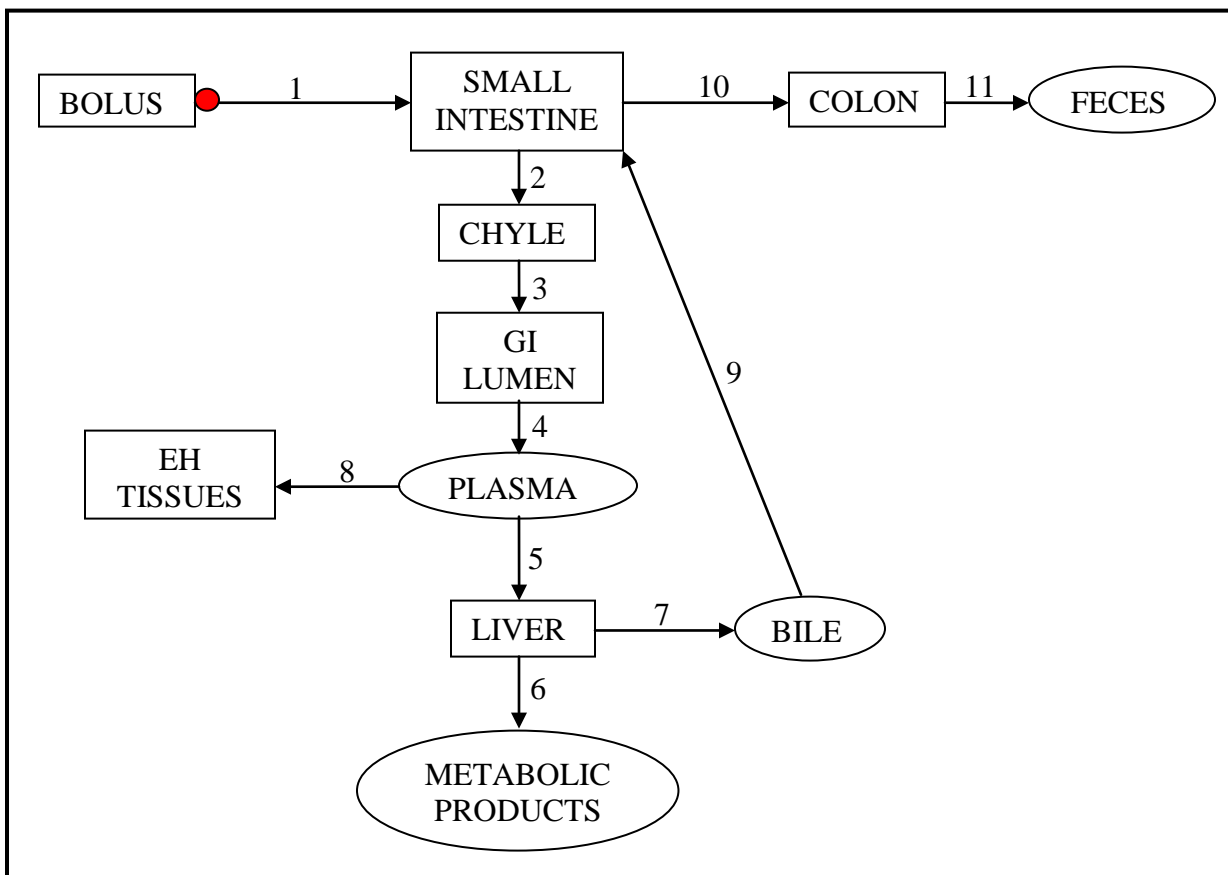 BOLUS
1
SMALL
INTESTINE
10
COLON
11
FECES
2
CHYLE
3
GI
LUMEN
9
4
EH
TISSUES
8
PLASMA
5
LIVER
7
BILE
6
METABOLIC
PRODUCTS